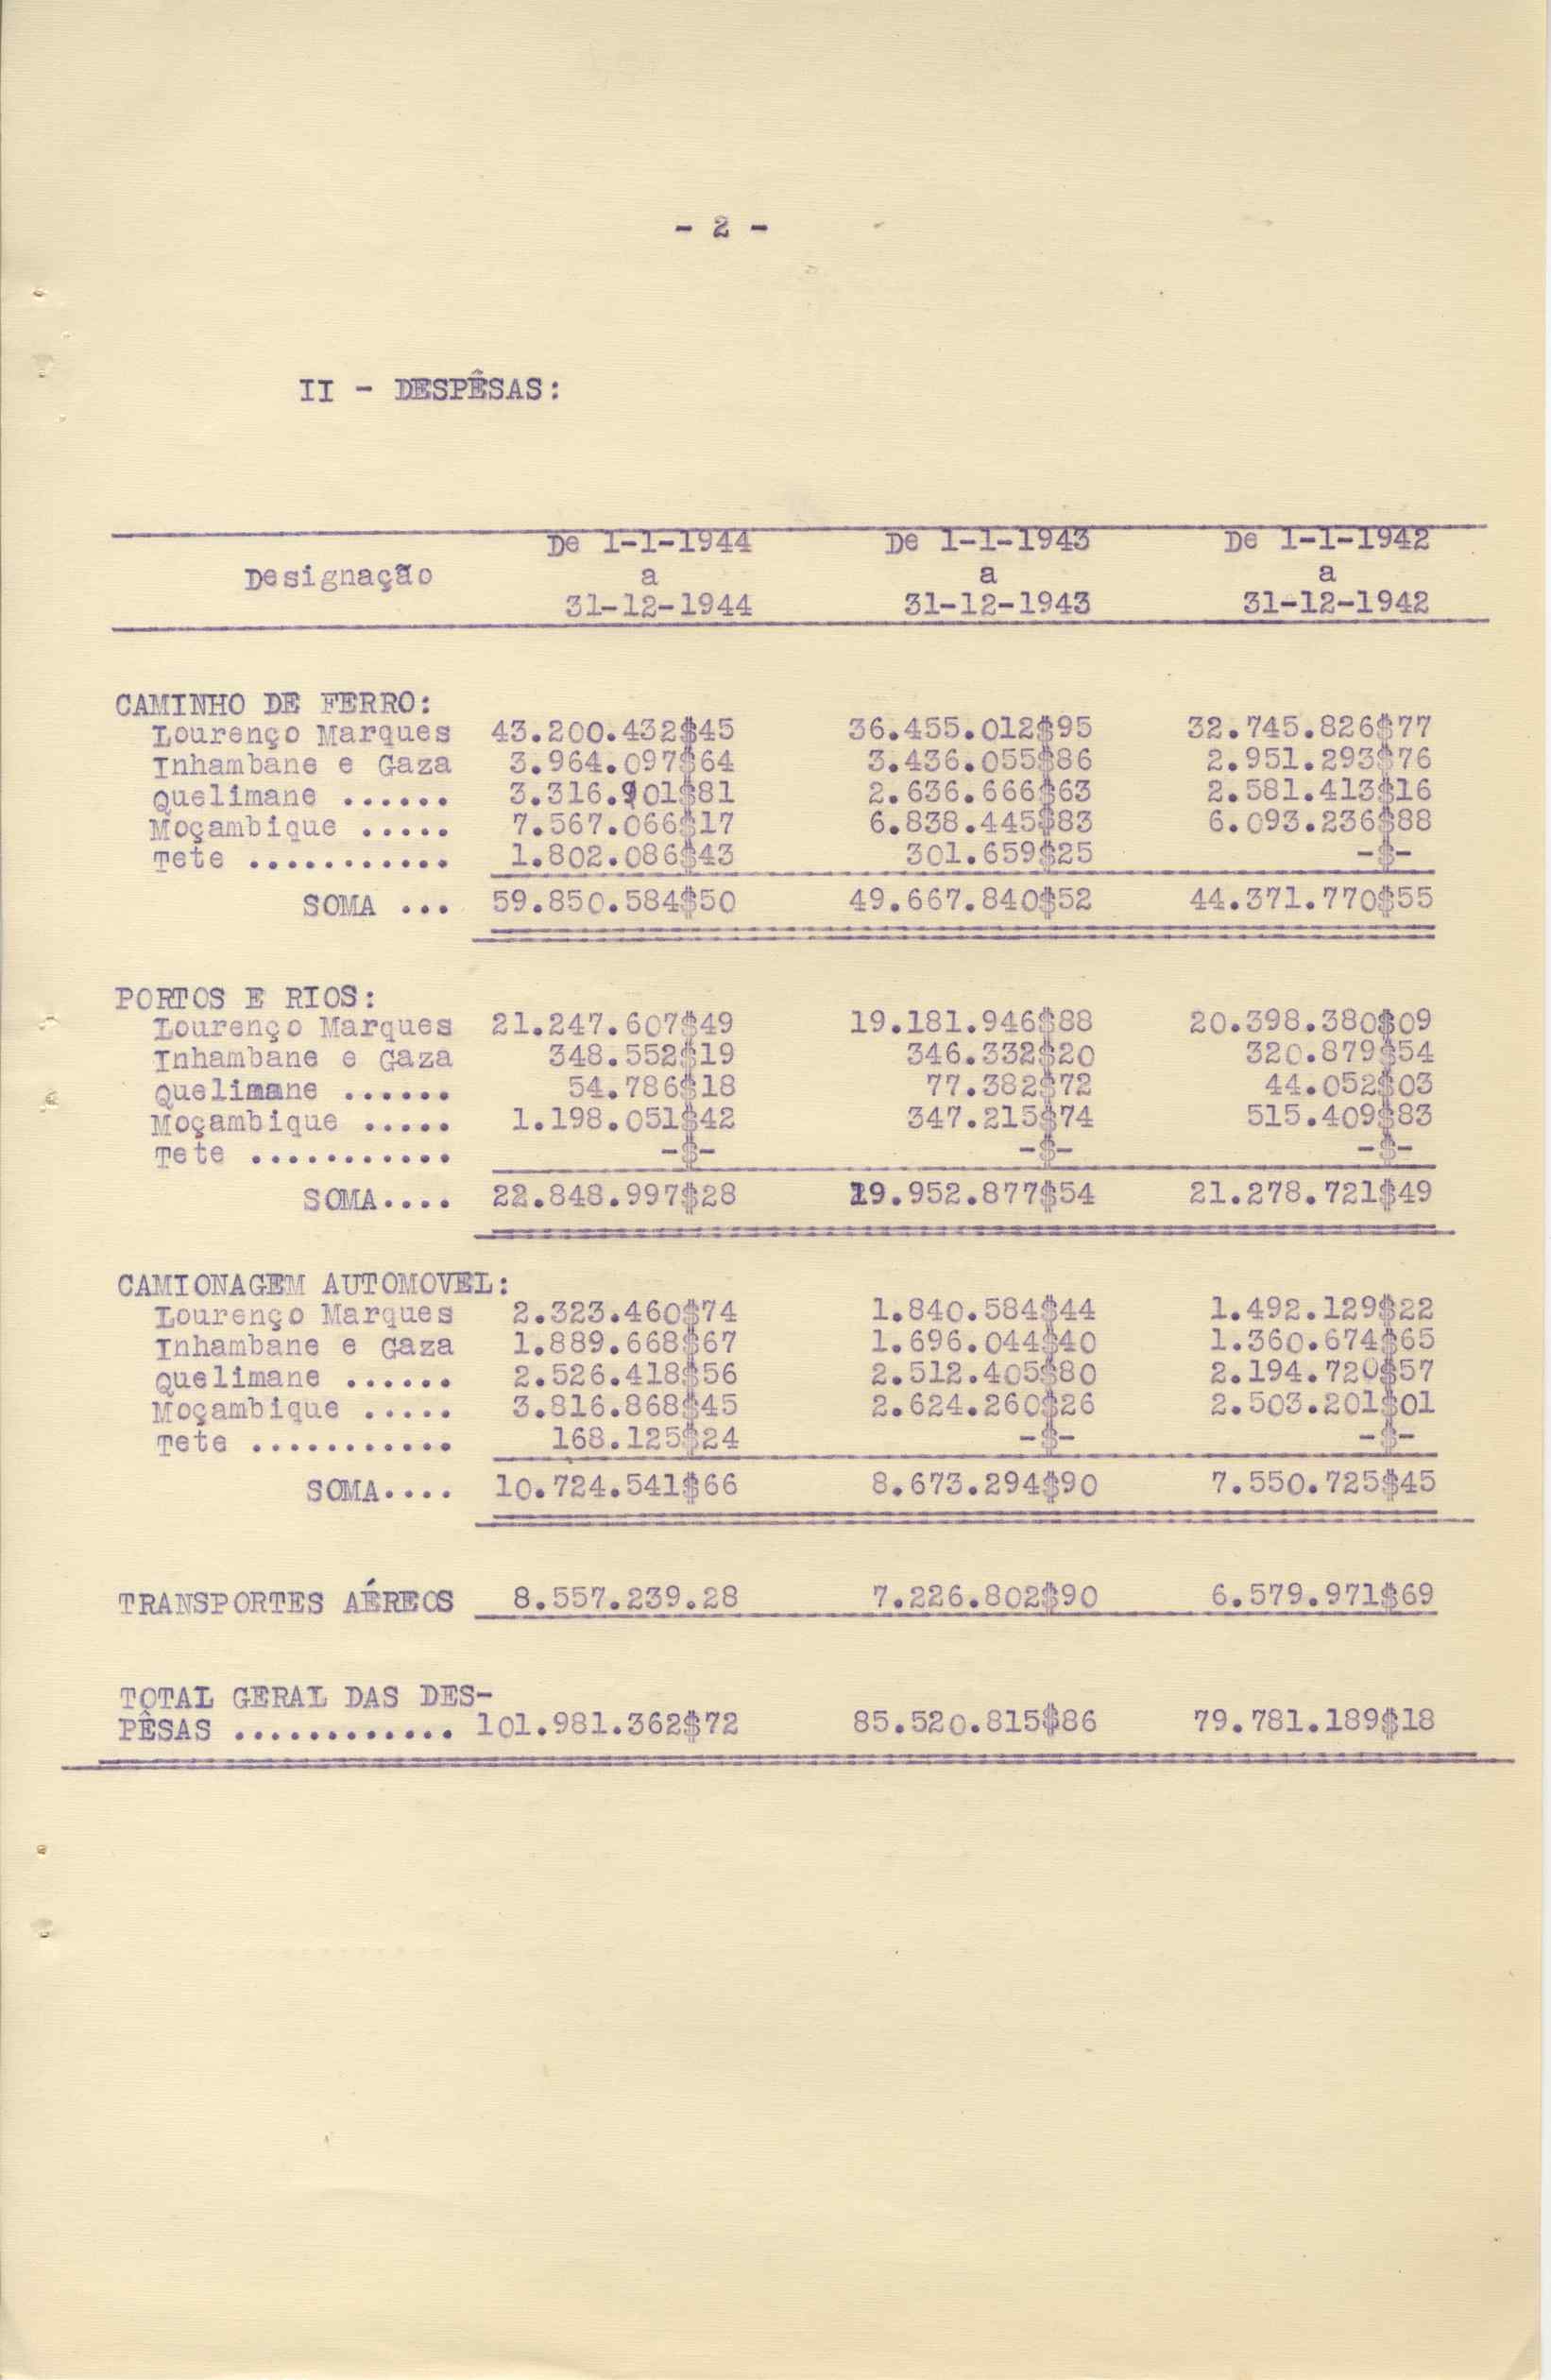 - 2 -
II - DESPÊSAS:
De 1-1-1944 De 1-1-1943 De 1-1-1942
Designação a a a
31-12-1944 31-12-1943 31-12-1942
CAMINHO DE FERRO:
Lourenço Marques 43.200.432$45 36.455.012$95 32.745.826$77
Inhambane e Gaza 3.964.097$64 3.436.055$86 2.951.293$76
Quelimane ...... 3.316.901$81 2.636.666$63 2.581.413$16
Moçambique ..... 7.567.066$17 6.838.445$83 6.093.236$88
Tete ........... 1.802.086$43 301.659$25 -$-
SOMA ... 59.850.584$50 49.667.840$52 44.371.770$55
PORTOS E RIOS:
Lourenço Marques 21.247.607$49 19.181.946$88 20.398.380$09
Inhambane e Gaza 348.552$19 346.332$20 320.879$54
Quelimane ...... 54.786$18 77.382$72 44.052$03
Moçambique ..... 1.198.051$42 347.215$74 515.409$83
Tete ........... -$- -$- -$-
SOMA.... 22.848.997$28 19.952.877$54 21.278.721$49
CAMIONAGEM AUTOMOVEL:
Lourenço Marques 2.323.460$74 1.840.584$44 1.492.129$22
Inhambane e Gaza 1.889.668$67 1.696.044$40 1.360.674$65
Quelimane ...... 2.526.418$56 2.512.405$80 2.194.720$57
Moçambique ..... 3.816.868$45 2.624.260$26 2.503.201$01
Tete ........... 168.125$24 -$- -$-
SOMA.... 10.724.541$66 8.673.294$90 7.550.725$45
TRANSPORTES AÉREOS 8.557.239.28 7.226.802$90 6.579.971$69
TOTAL GERAL DAS DES-
PÊSAS ............ 101.981.362$72 85.520.815$86 79.781.189$18